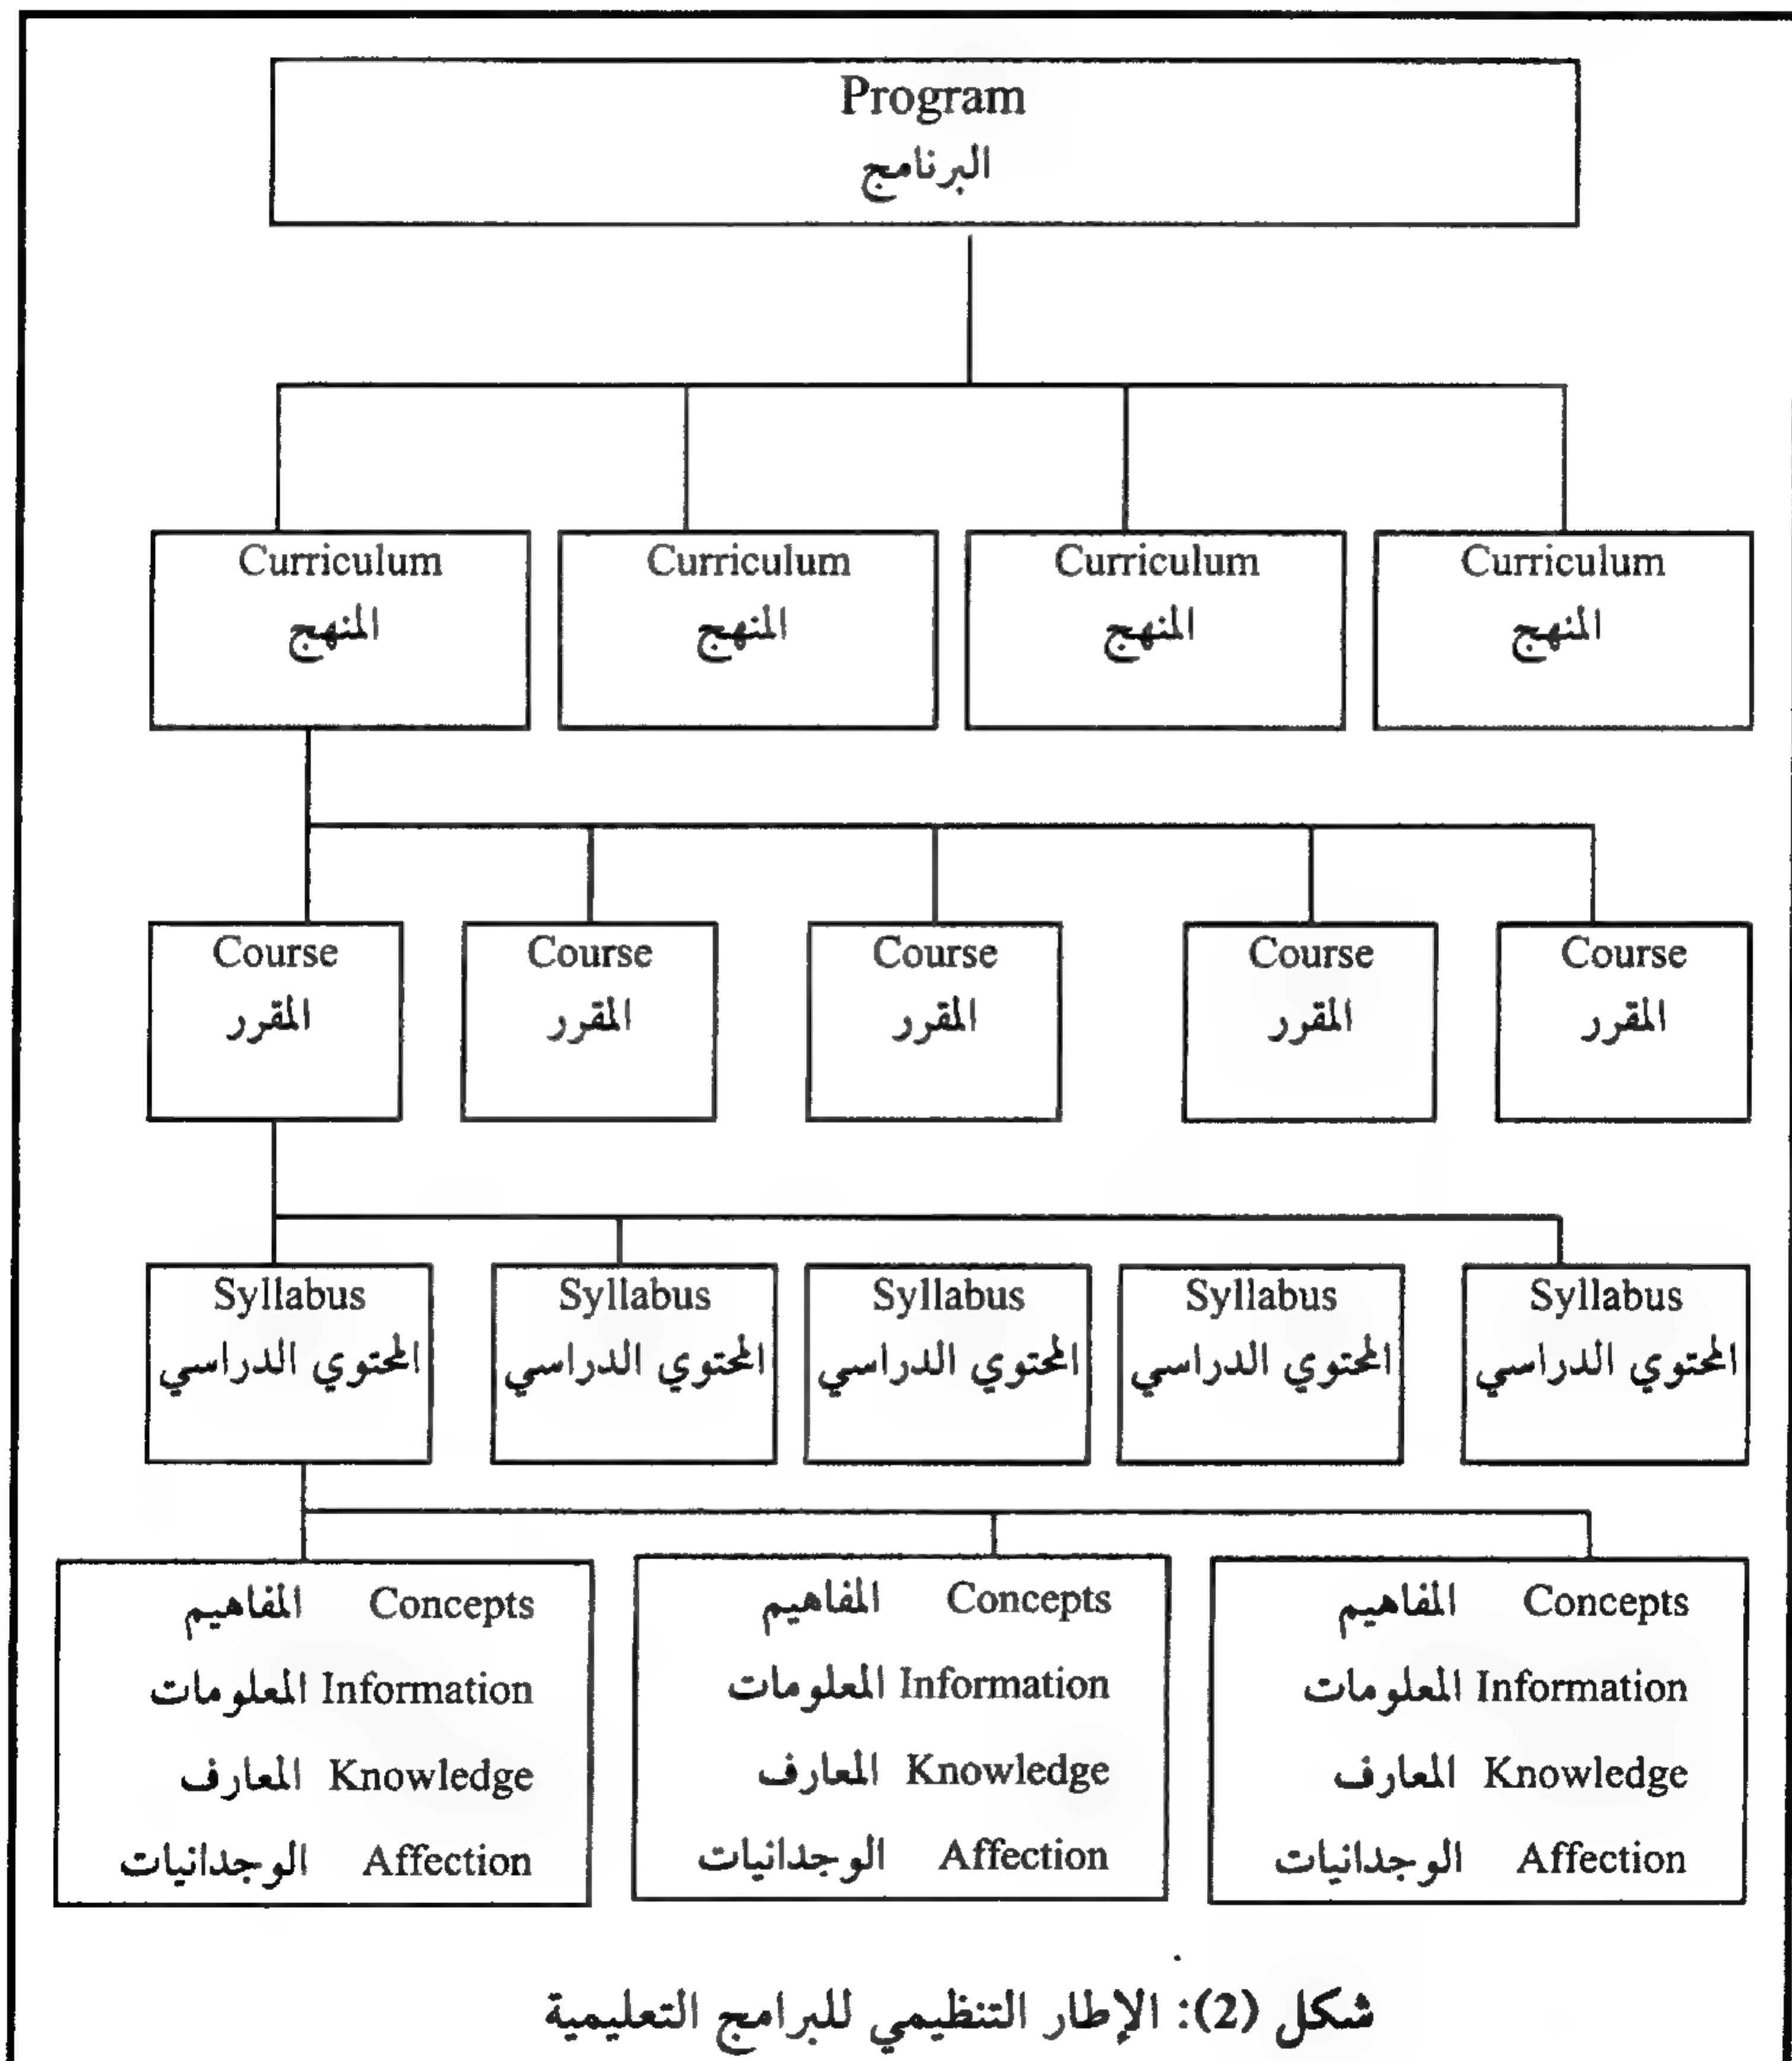 Program
البرنامج
Curriculum Curriculum Curriculum Curriculum
المنهج المنهج المنهج المنهج
Course Course Course Course Course
المقرر المقرر المقرر المقرر المقرر
Syllabus Syllabus Syllabus Syllabus Syllabus
المحتوي الدراسي المحتوي الدراسي المحتوي الدراسي المحتوي الدراسي المحتوي الدراسي
المفاهيم Concepts المفاهيم Concepts المفاهيم Concepts
المعلومات Information المعلومات Information المعلومات Information
المعارف Knowledge المعارف Knowledge المعارف Knowledge
الوجدانيات Affection الوجدانيات Affection الوجدانيات Affection
شكل (2): الإطار التنظيمي للبرامج التعليمية